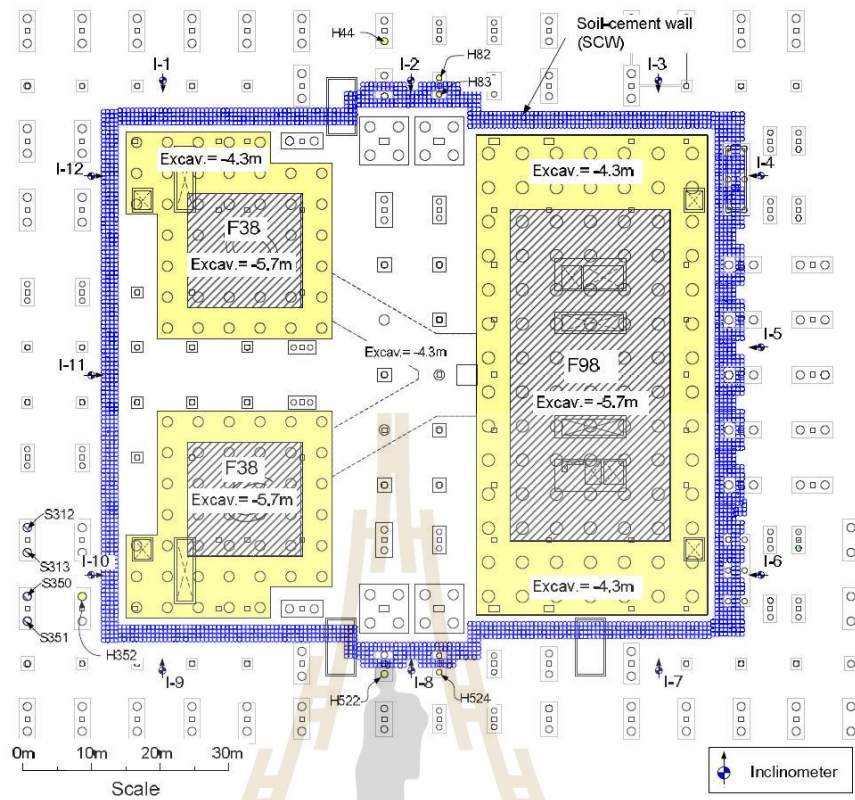 H44
Soil-cement wall
(SCW)
H82
H83
I-1
I-2
I-3
I-4
Excav.= -4.3m
Excav.= -4.3m
I-12
F38
Excav.= -5.7m
Excav.= -4.3m
I-5
I-11
F98
Excav.= -5.7m
F38
Excav.= -5.7m
S312
S313
I-10
I-6
S350
Excav.= -4.3m
S351
H352
I-9
I-8
I-7
H522
H524
0m
10m
20m
30m
Scale
Inclinometer